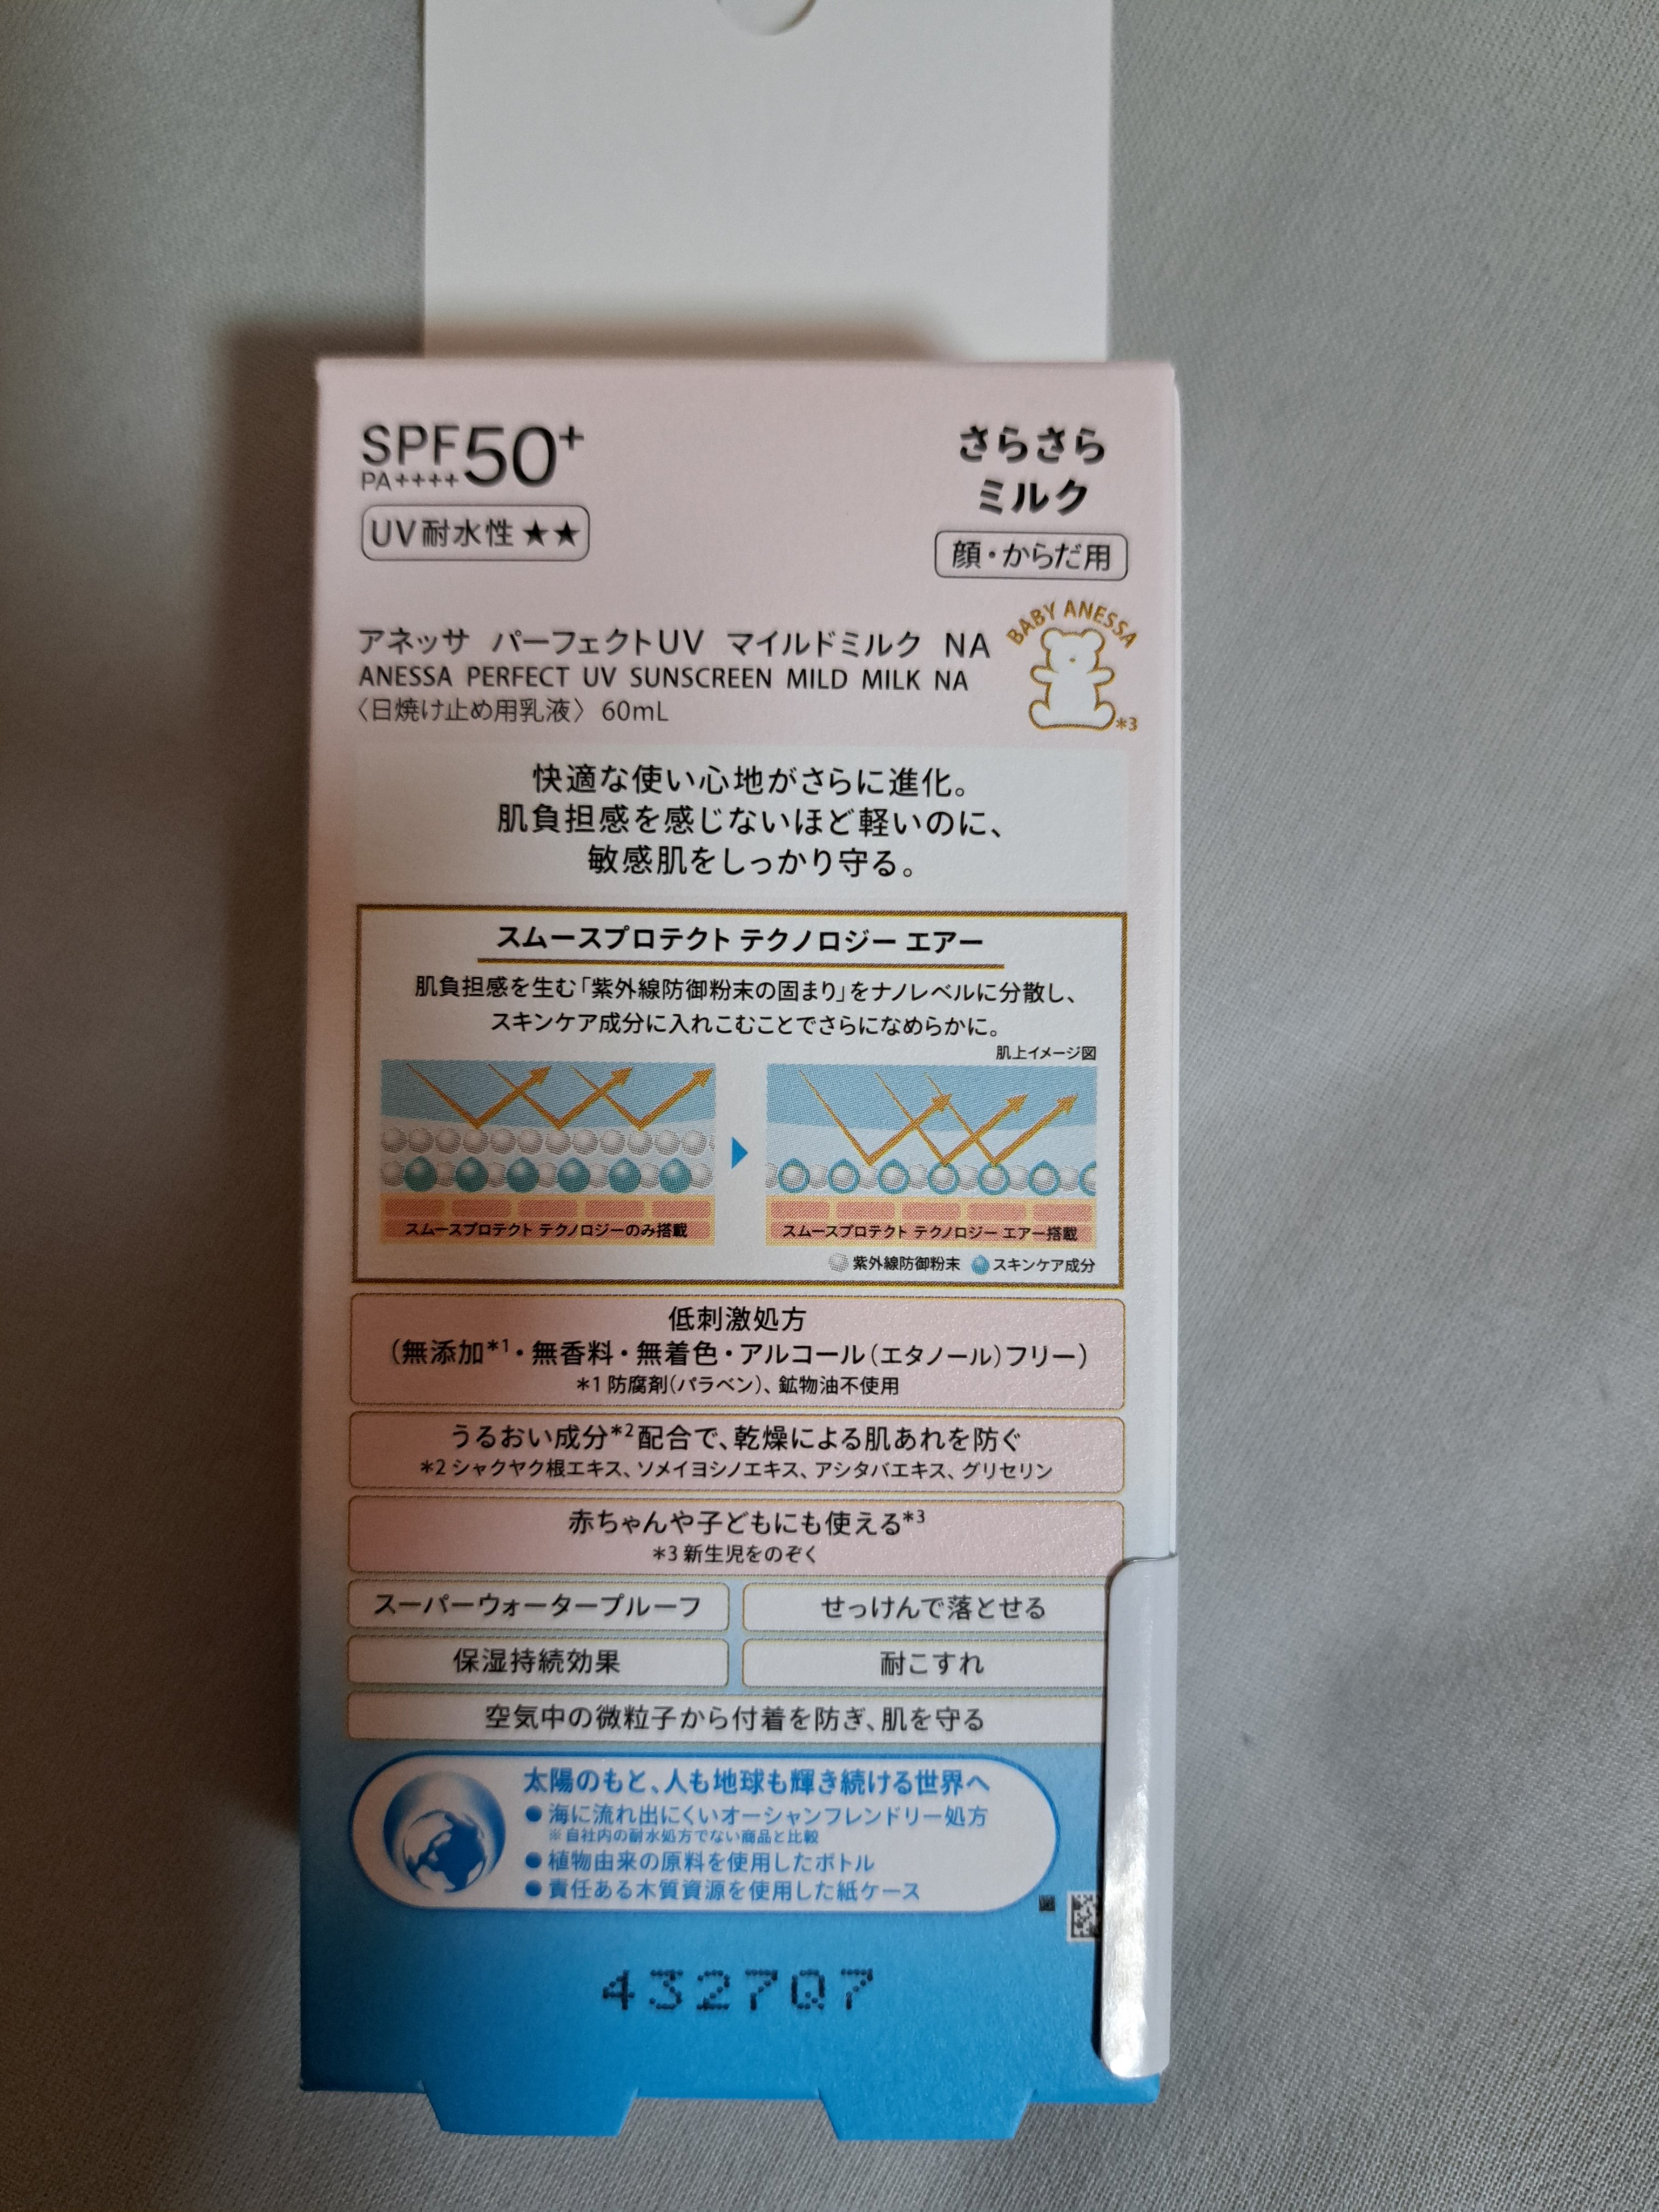 SPF50+
PA++++
UV耐水性★★
さらさら
ミルク
顔・からだ用
アネッサ パーフェクトUV マイルドミルク NA
ANESSA PERFECT UV SUNSCREEN MILD MILK NA
〈日焼け止め用乳液〉 60mL
BABY ANESSA
*3
快適な使い心地がさらに進化。
肌負担感を感じないほど軽いのに、
敏感肌をしっかり守る。
スムースプロテクト テクノロジー エアー
肌負担感を生む「紫外線防御粉末の固まり」をナノレベルに分散し、
スキンケア成分に入れこむことでさらになめらかに。
肌上イメージ図
スムースプロテクト テクノロジーのみ搭載
スムースプロテクト テクノロジー エアー搭載
紫外線防御粉末 スキンケア成分
低刺激処方
(無添加*1・無香料・無着色・アルコール(エタノール)フリー)
*1 防腐剤(パラベン)、鉱物油不使用
うるおい成分*2配合で、乾燥による肌あれを防ぐ
*2 シャクヤク根エキス、ソメイヨシノエキス、アシタバエキス、グリセリン
赤ちゃんや子どもにも使える*3
*3 新生児をのぞく
スーパーウォータープルーフ
せっけんで落とせる
保湿持続効果
耐こすれ
空気中の微粒子から付着を防ぎ、肌を守る
太陽のもと、人も地球も輝き続ける世界へ
●海に流れ出にくいオーシャンフレンドリー処方
※自社内の耐水処方でない商品と比較
●植物由来の原料を使用したボトル
●責任ある木質資源を使用した紙ケース
4327Q7